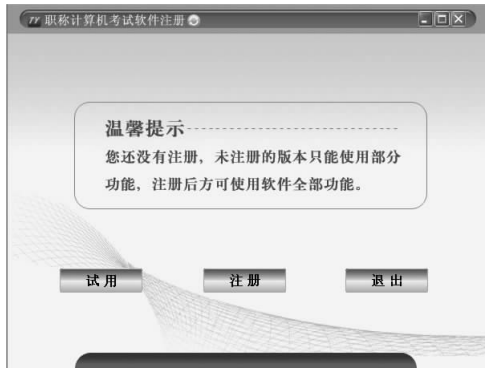 职称计算机考试软件注册
温馨提示
您还没有注册，未注册的版本只能使用部分
功能，注册后方可使用软件全部功能。
试用 注册 退出